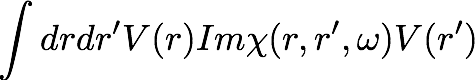 ∫ drdr′V(r)Imχ(r, r′, ω)V(r′)